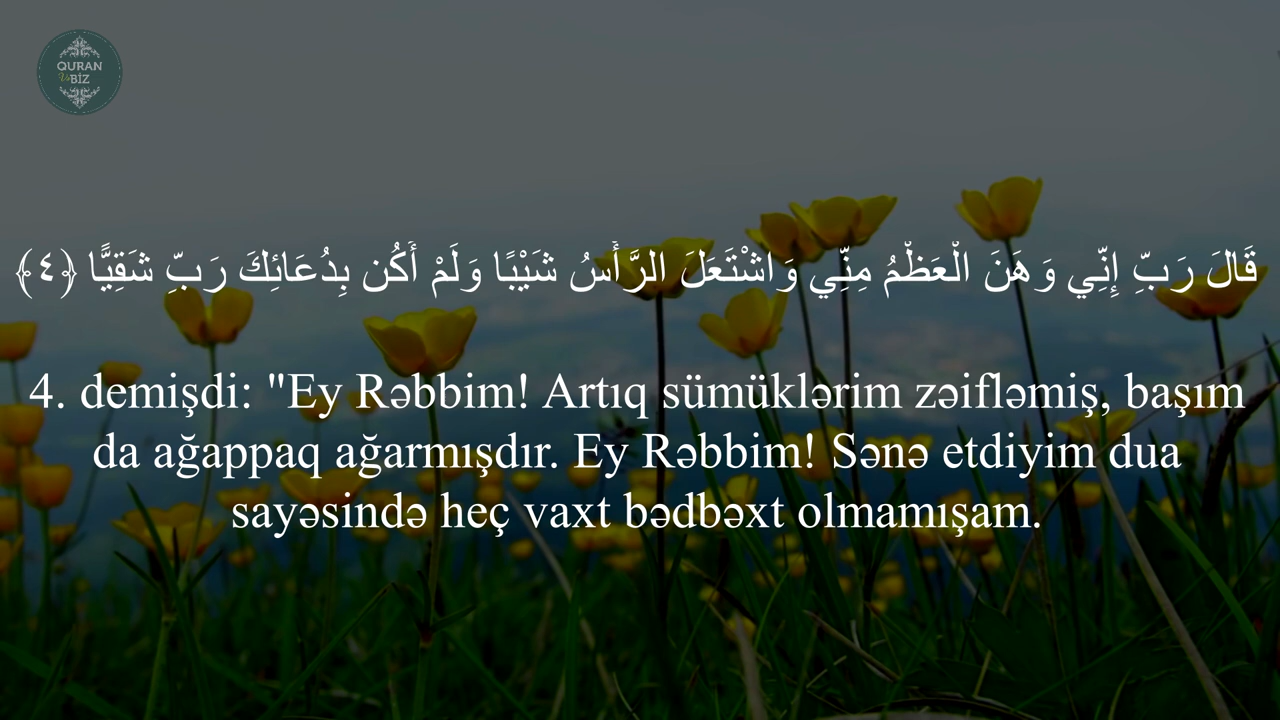 QURAN
Və BİZ
قَالَ رَبِّ إِنِّي وَهَنَ الْعَظْمُ مِنِّي وَاشْتَعَلَ الرَّأْسُ شَيْبًا وَلَمْ أَكُن بِدُعَائِكَ رَبِّ شَقِيًّا ﴿٤﴾
4. demişdi: "Ey Rəbbim! Artıq sümüklərim zəifləmiş, başım
da ağappaq ağarmışdır. Ey Rəbbim! Sənə etdiyim dua
sayəsində heç vaxt bədbəxt olmamışam.